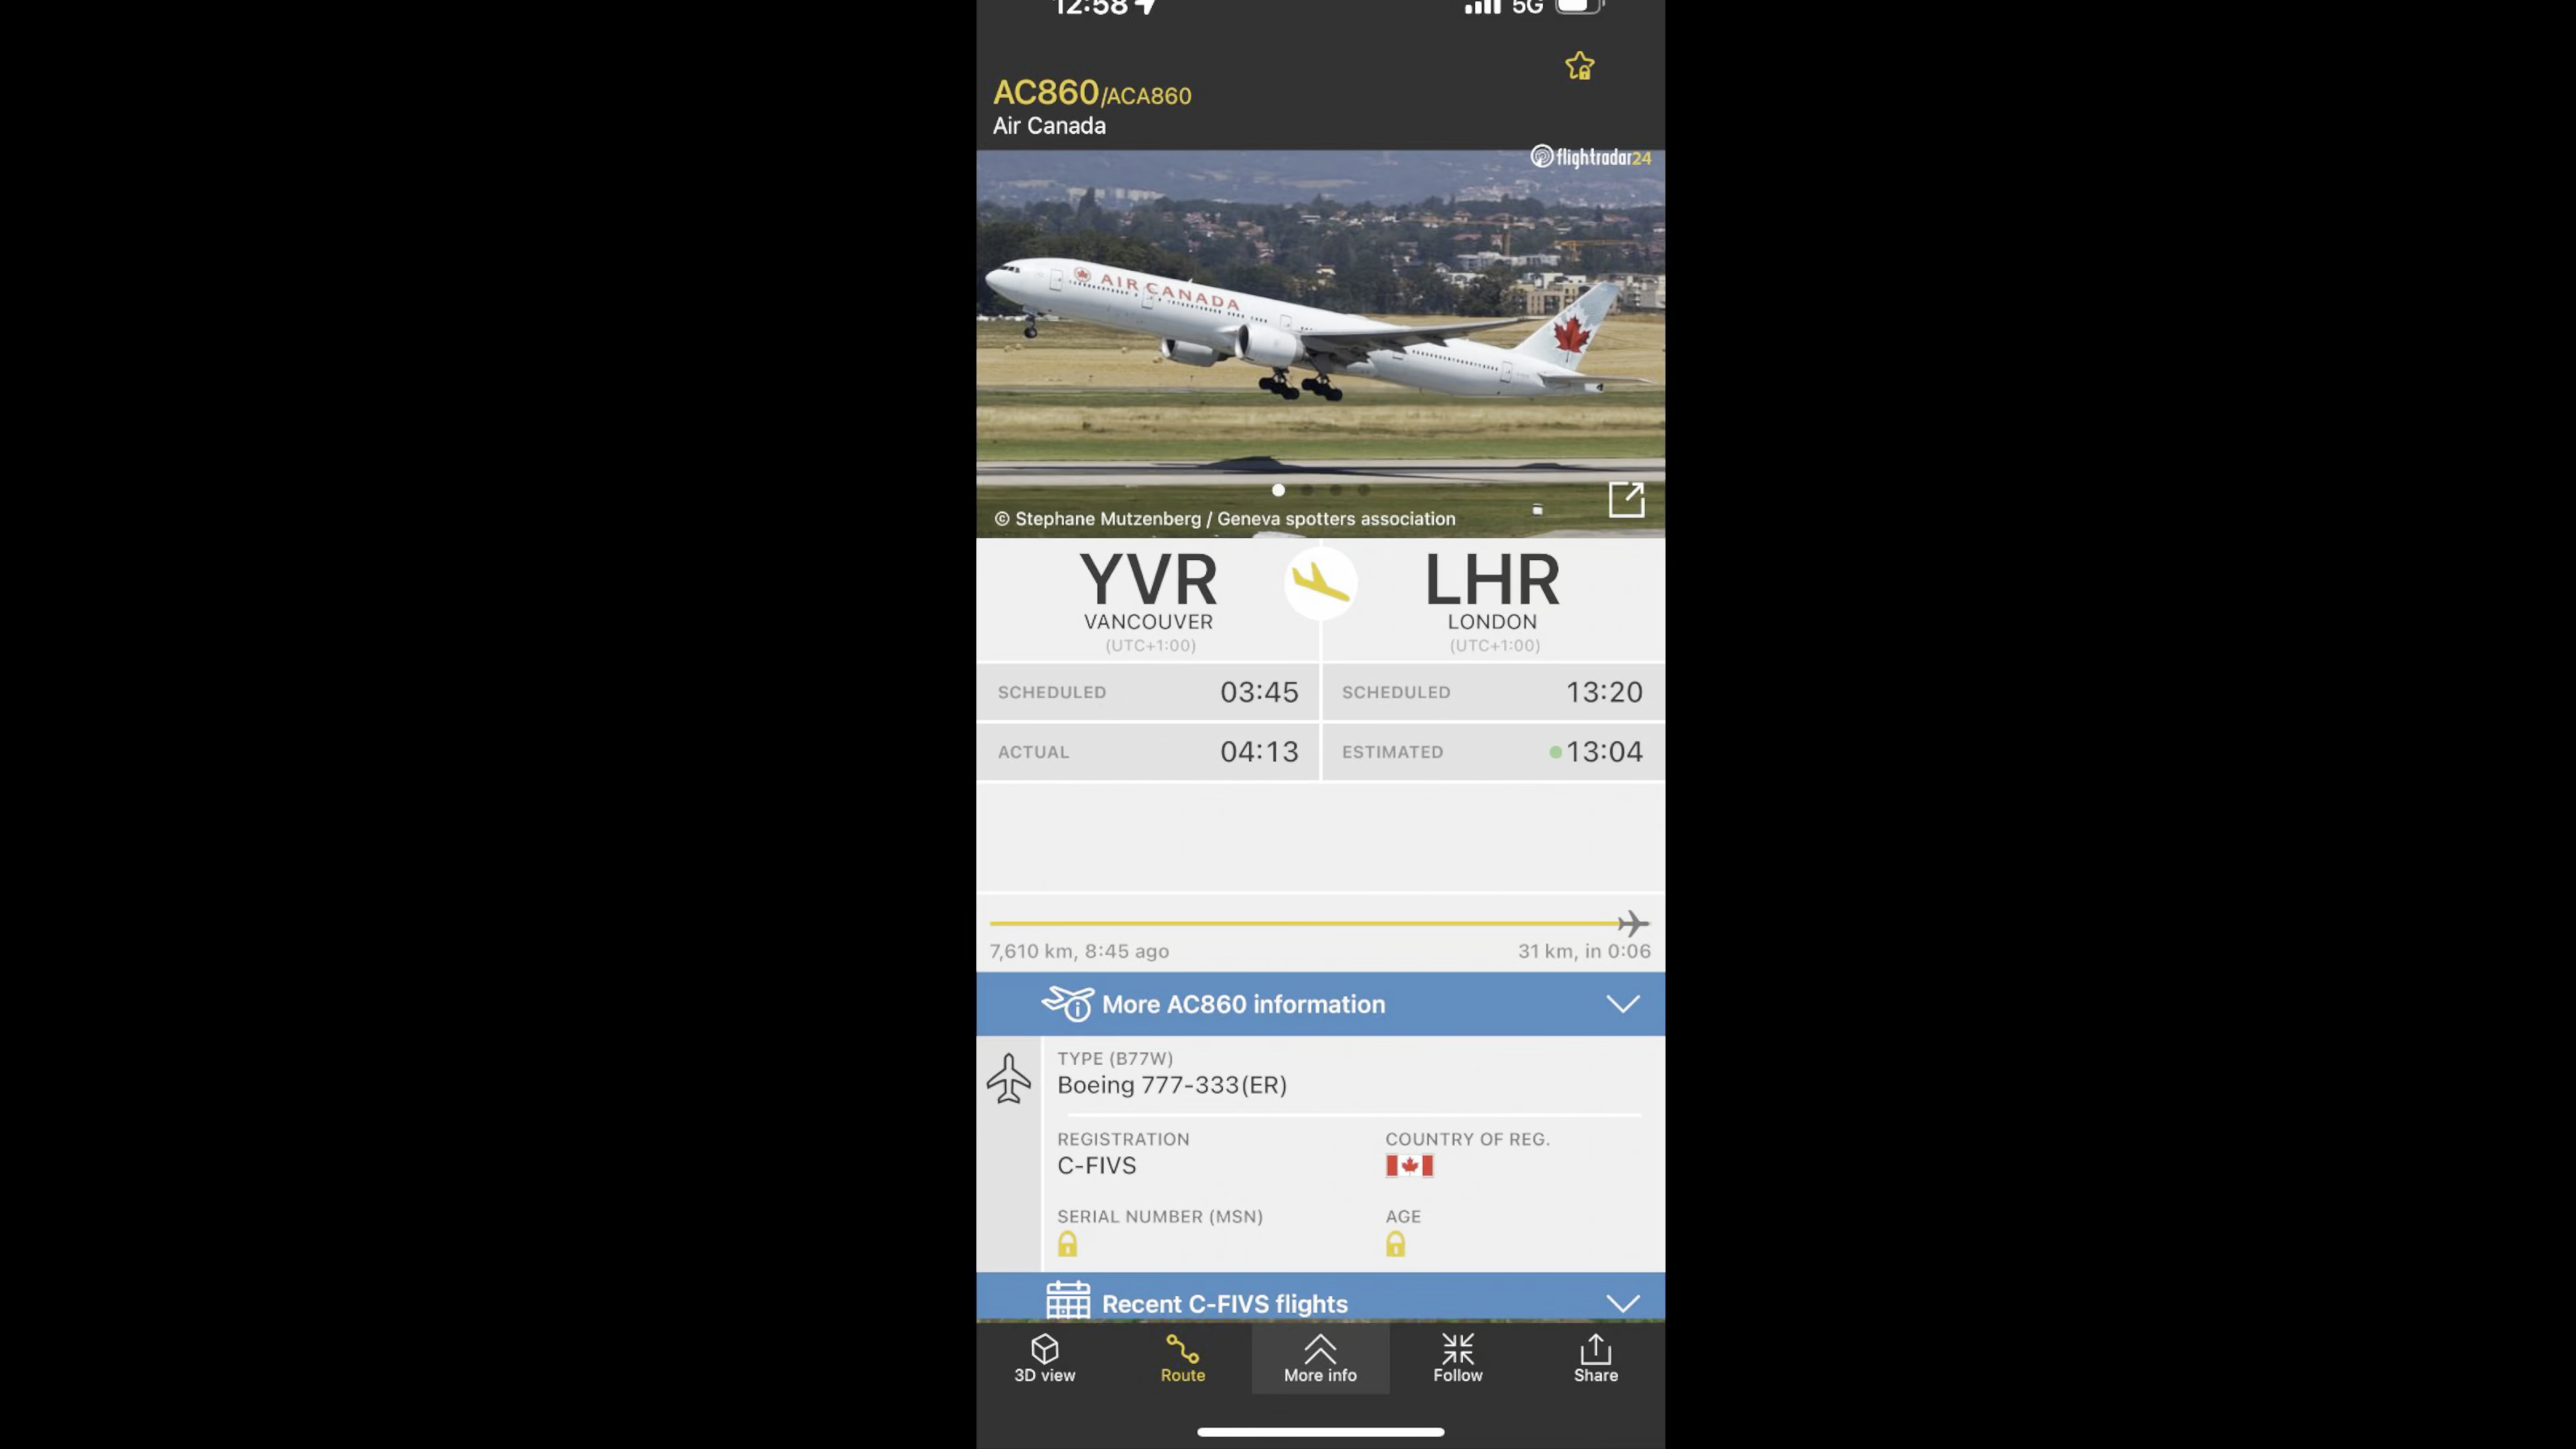 12:58 5G
AC860/ACA860
Air Canada
flightradar24
AIR CANADA
© Stephane Mutzenberg / Geneva spotters association
YVR LHR
VANCOUVER LONDON
(UTC+1:00) (UTC+1:00)
SCHEDULED 03:45 SCHEDULED 13:20
ACTUAL 04:13 ESTIMATED 13:04
7,610 km, 8:45 ago 31 km, in 0:06
More AC860 information
TYPE (B77W)
Boeing 777-333(ER)
REGISTRATION COUNTRY OF REG.
C-FIVS
SERIAL NUMBER (MSN) AGE
Recent C-FIVS flights
3D view Route More info Follow Share